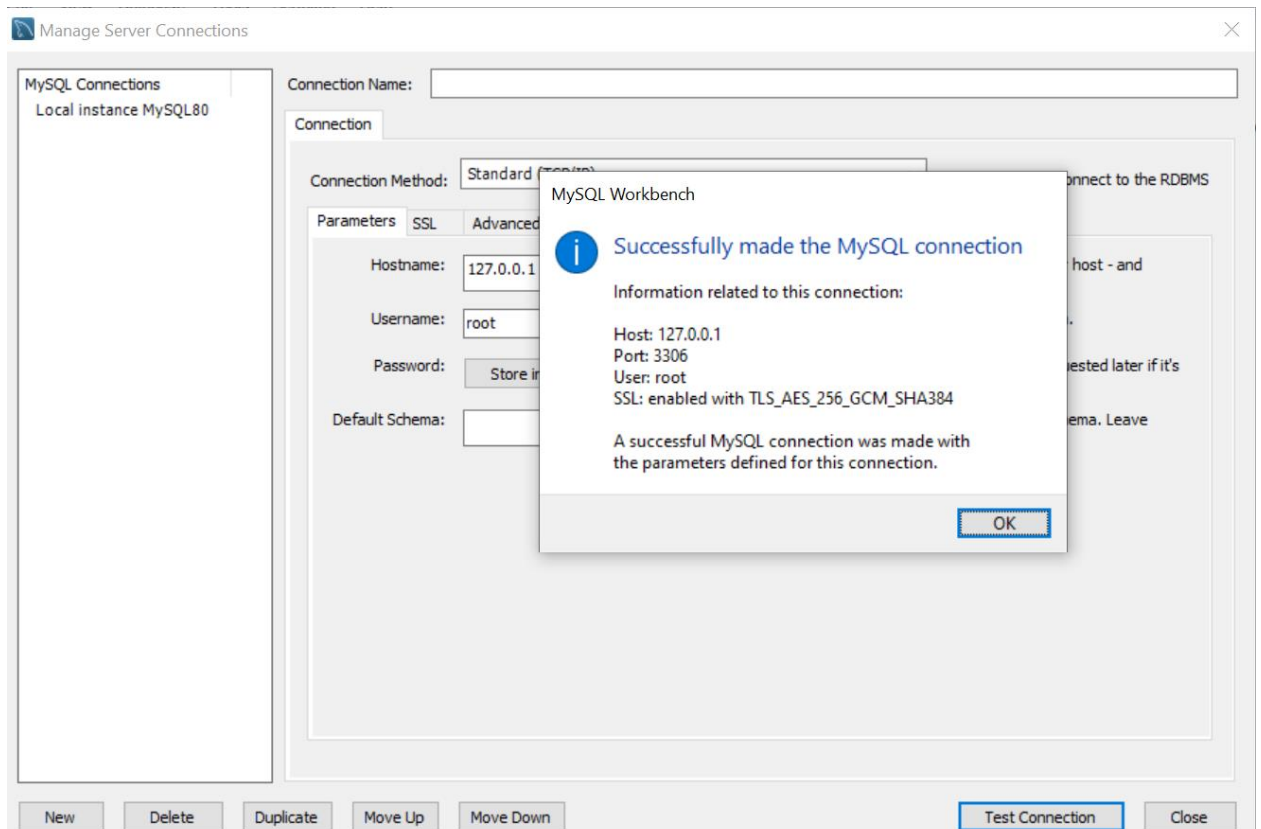 Manage Server Connections
MySQL Connections
Local instance MySQL80
Connection Name:
Connection
Connection Method:
Standard (TCP/IP)
onnect to the RDBMS
Parameters
SSL
Advanced
Hostname:
127.0.0.1
host - and
Username:
root
Password:
Store in
ested later if it's
Default Schema:
ema. Leave
MySQL Workbench
Successfully made the MySQL connection
Information related to this connection:
Host: 127.0.0.1
Port: 3306
User: root
SSL: enabled with TLS_AES_256_GCM_SHA384
A successful MySQL connection was made with
the parameters defined for this connection.
OK
New
Delete
Duplicate
Move Up
Move Down
Test Connection
Close